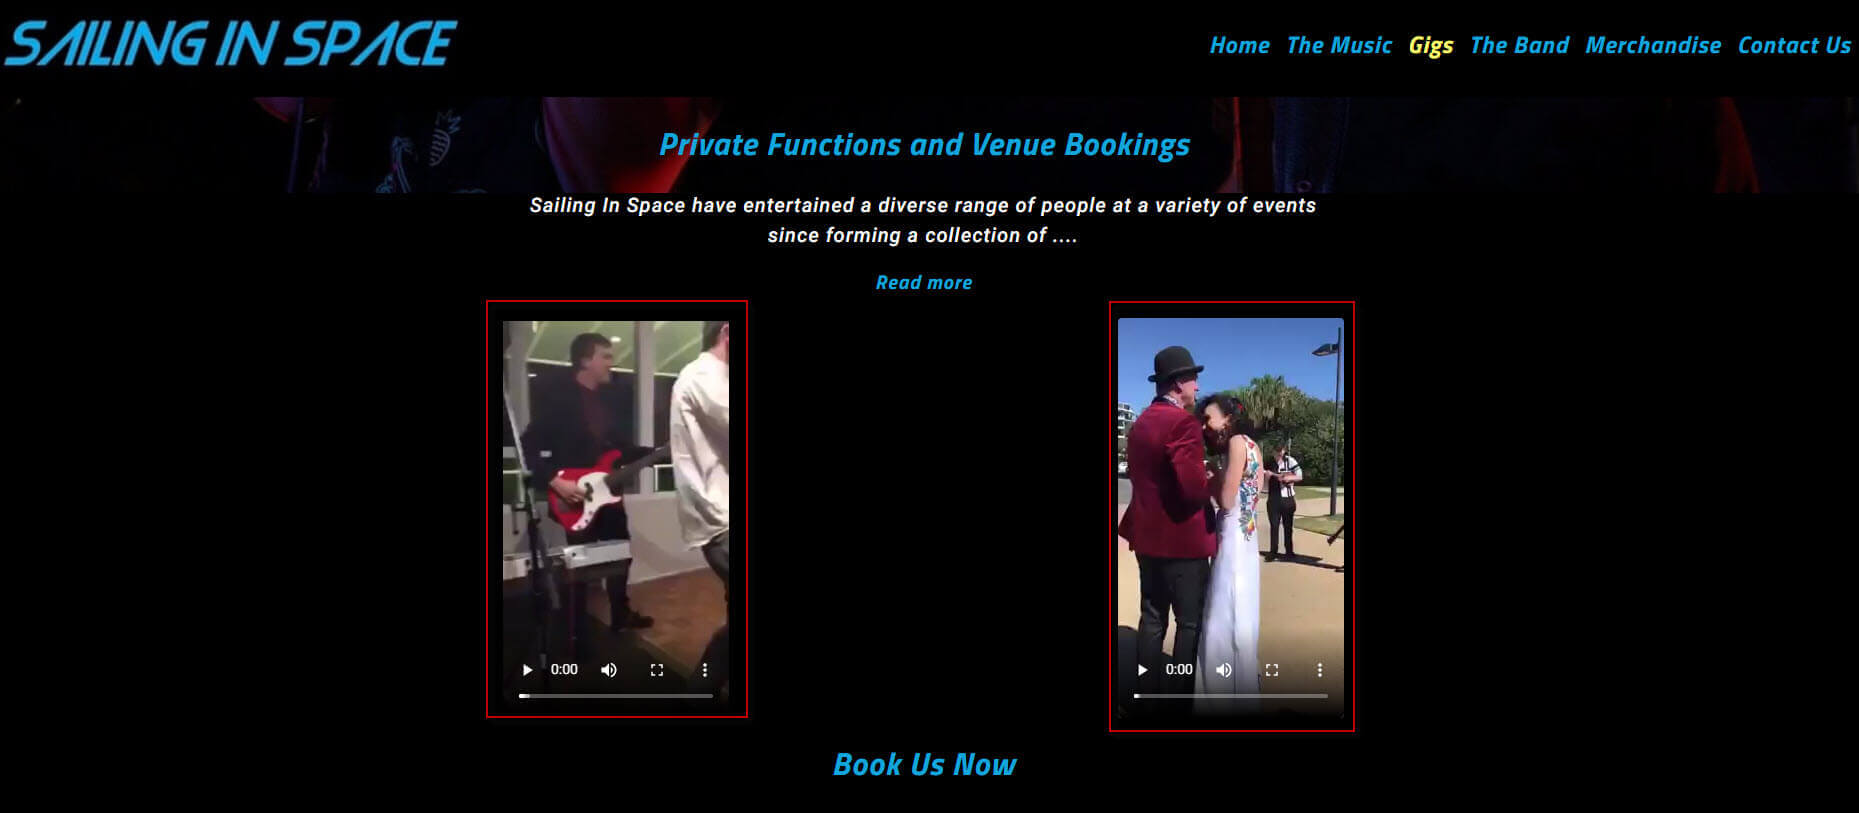 SAILING IN SPACE
Home The Music Gigs The Band Merchandise Contact Us
Private Functions and Venue Bookings
Sailing In Space have entertained a diverse range of people at a variety of events
since forming a collection of ....
Read more
0:00
0:00
Book Us Now